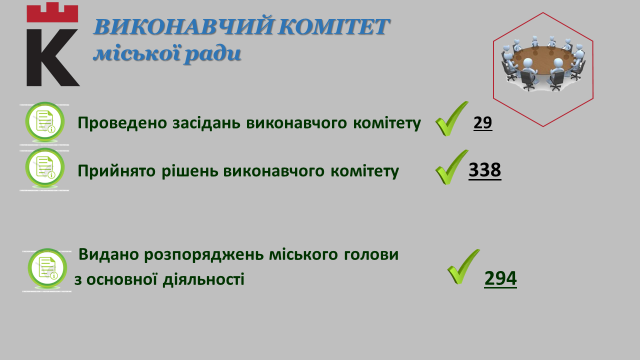 ВИКОНАВЧИЙ КОМІТЕТ
міської ради
Проведено засідань виконавчого комітету 29
Прийнято рішень виконавчого комітету 338
Видано розпоряджень міського голови
з основної діяльності 294